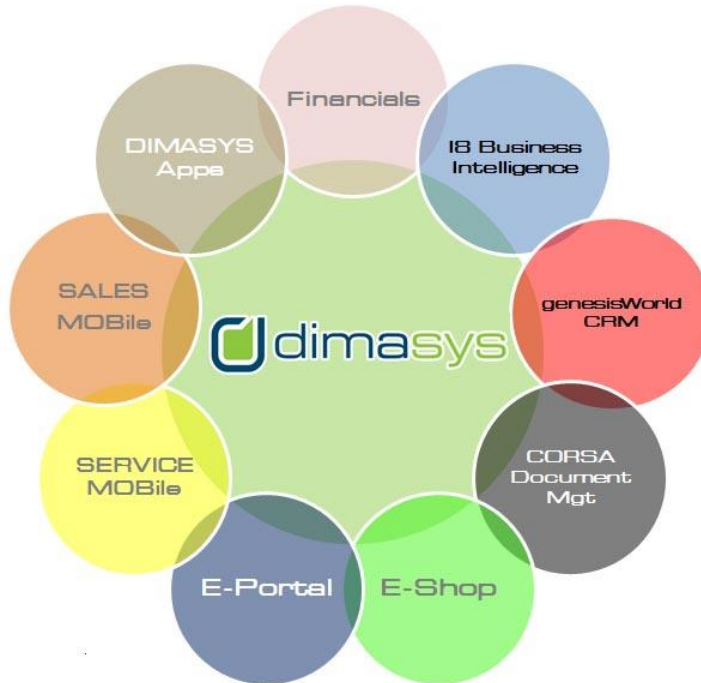 Financials
I8 Business
Intelligence
genesisWorld
CRM
CORSA
Document
Mgt
E-Shop
E-Portal
SERVICE
MOBile
SALES
MOBile
DIMASYS
Apps
dimasys